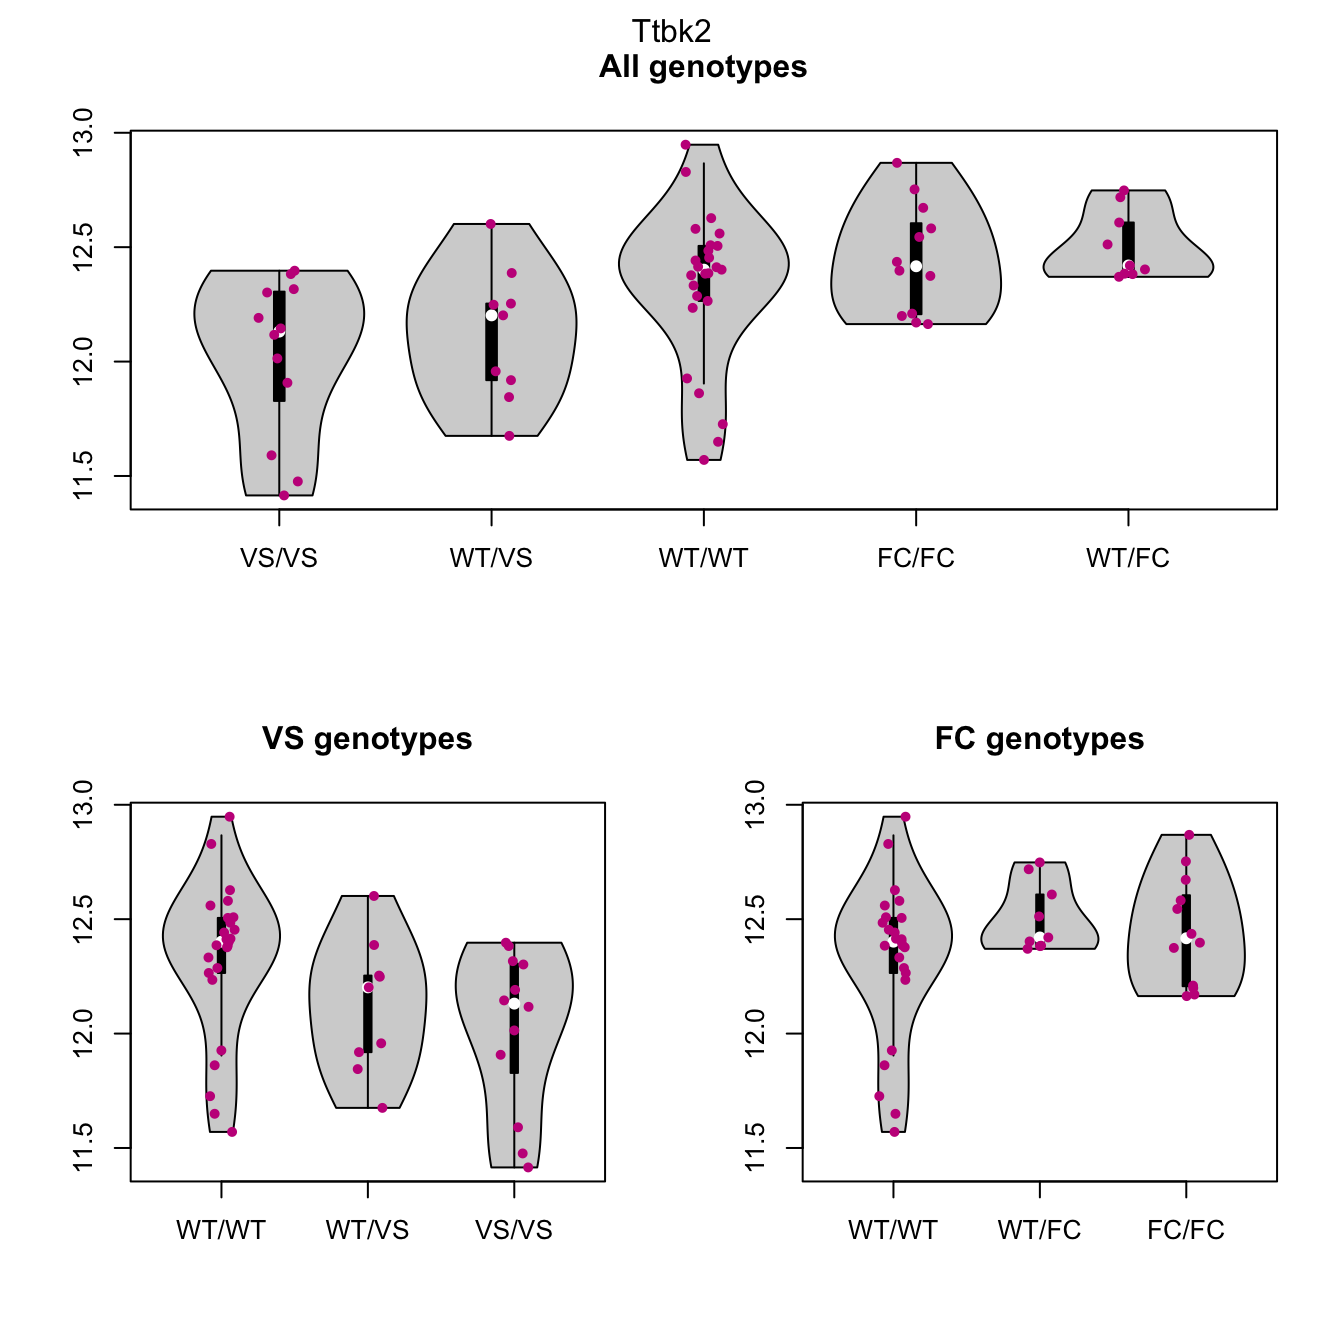 Ttbk2
All genotypes
13.0
12.5
12.0
11.5
VS/VS WT/VS WT/WT FC/FC WT/FC
VS genotypes
13.0
12.5
12.0
11.5
WT/WT WT/VS VS/VS
FC genotypes
13.0
12.5
12.0
11.5
WT/WT WT/FC FC/FC